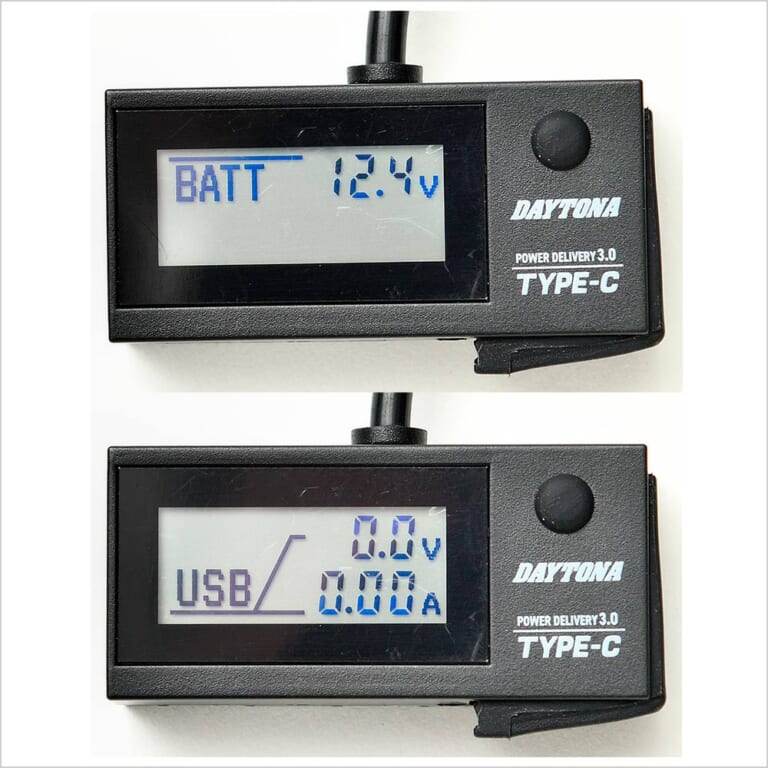 BATT 12.4v
DAYTONA
POWER DELIVERY 3.0
TYPE-C
0.0v
USB 0.00A
DAYTONA
POWER DELIVERY 3.0
TYPE-C